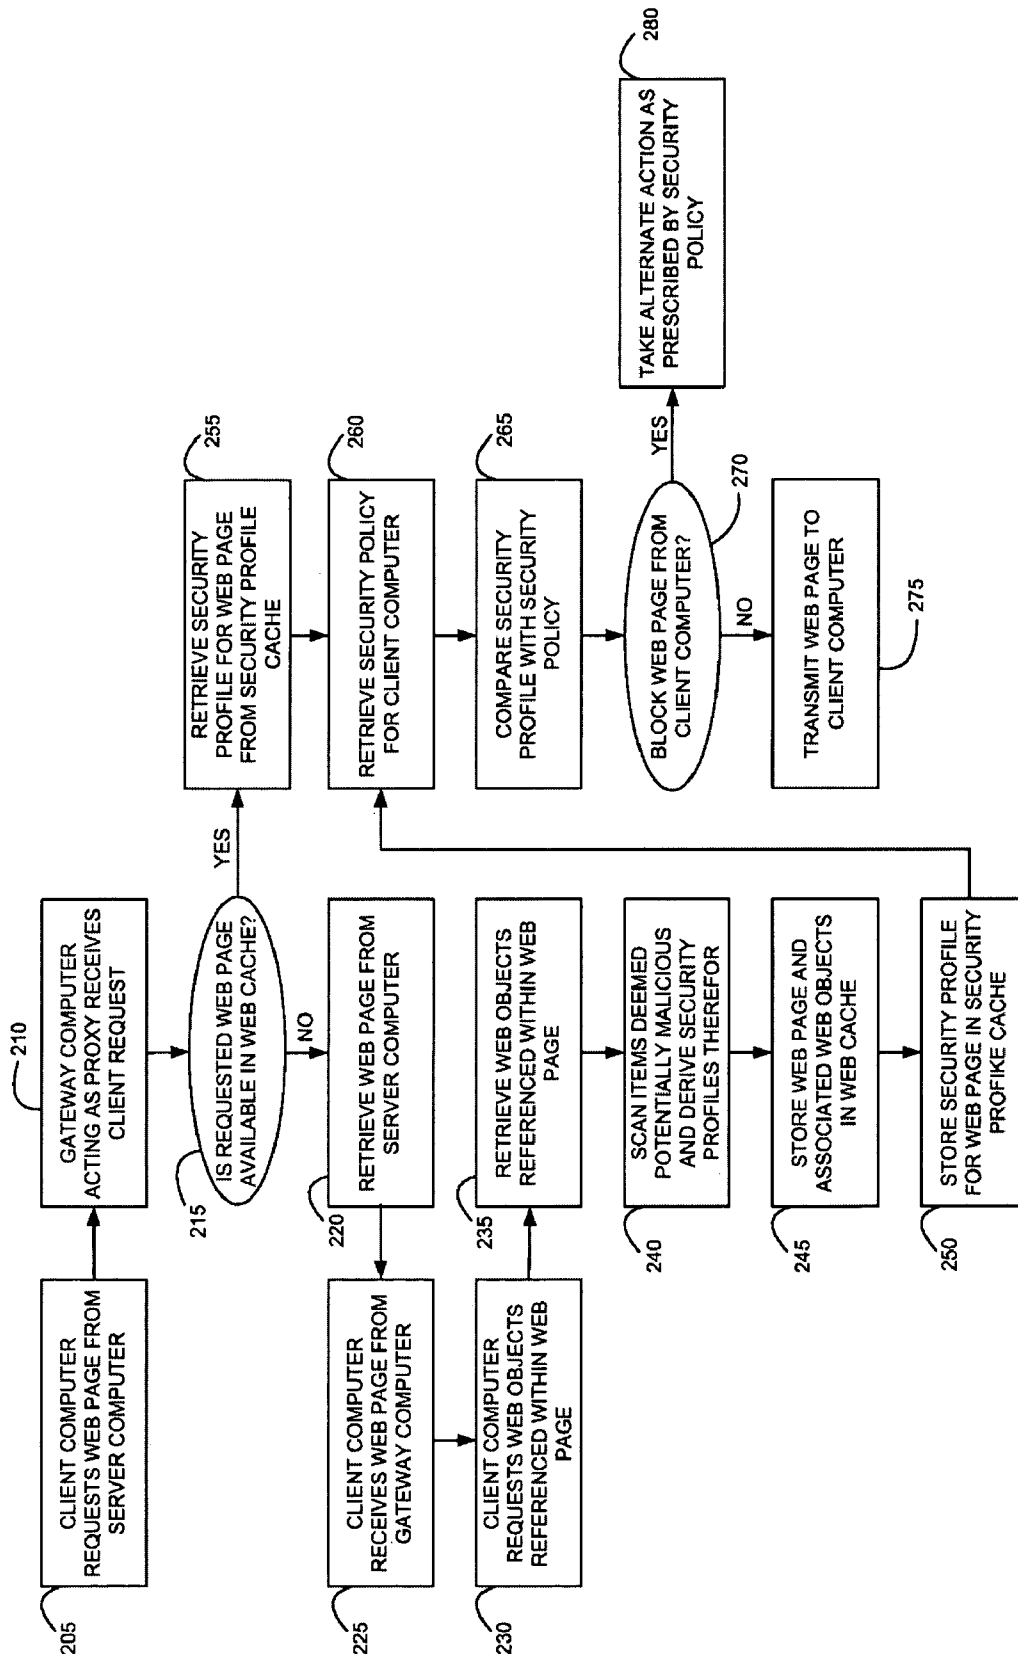 205
CLIENT COMPUTER
REQUESTS WEB PAGE FROM
SERVER COMPUTER
210
GATEWAY COMPUTER
ACTING AS PROXY RECEIVES
CLIENT REQUEST
215
IS REQUESTED WEB PAGE
AVAILABLE IN WEB CACHE?
YES
NO
220
RETRIEVE WEB PAGE FROM
SERVER COMPUTER
225
CLIENT COMPUTER
RECEIVES WEB PAGE FROM
GATEWAY COMPUTER
230
CLIENT COMPUTER
REQUESTS WEB OBJECTS
REFERENCED WITHIN WEB
PAGE
235
RETRIEVE WEB OBJECTS
REFERENCED WITHIN WEB
PAGE
240
SCAN ITEMS DEEMED
POTENTIALLY MALICIOUS
AND DERIVE SECURITY
PROFILES THEREFOR
245
STORE WEB PAGE AND
ASSOCIATED WEB OBJECTS
IN WEB CACHE
250
STORE SECURITY PROFILE
FOR WEB PAGE IN SECURITY
PROFIKE CACHE
255
RETRIEVE SECURITY
PROFILE FOR WEB PAGE
FROM SECURITY PROFILE
CACHE
260
RETRIEVE SECURITY POLICY
FOR CLIENT COMPUTER
265
COMPARE SECURITY
PROFILE WITH SECURITY
POLICY
270
BLOCK WEB PAGE FROM
CLIENT COMPUTER?
YES
NO
275
TRANSMIT WEB PAGE TO
CLIENT COMPUTER
280
TAKE ALTERNATE ACTION AS
PRESCRIBED BY SECURITY
POLICY